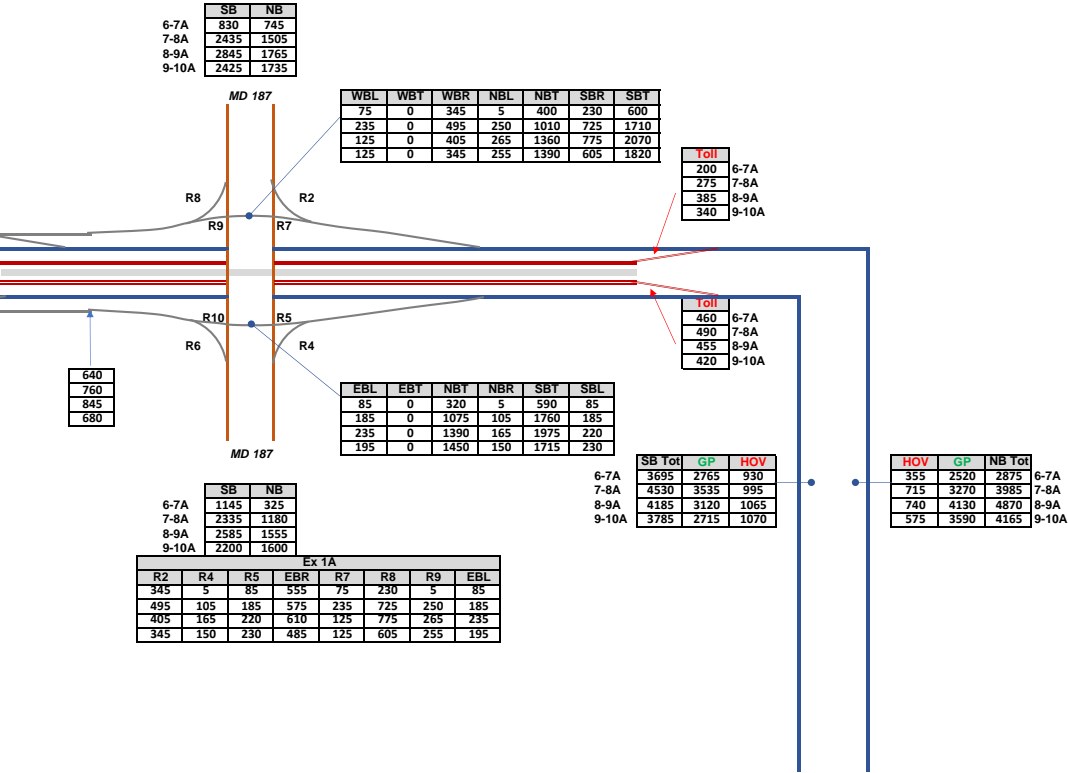 SB NB
6-7A 830 745
7-8A 2435 1505
8-9A 2845 1765
9-10A 2425 1735
MD 187
WBL WBT WBR NBL NBT SBR SBT
75 0 345 5 400 230 600
235 0 495 250 1010 725 1710
125 0 405 265 1360 775 2070
125 0 345 255 1390 605 1820
Toll
200 6-7A
275 7-8A
385 8-9A
340 9-10A
R8 R2
R9 R7
Toll
460 6-7A
490 7-8A
455 8-9A
420 9-10A
R10 R5
R6 R4
640
760
845
680
EBL EBT NBT NBR SBT SBL
85 0 320 5 590 85
185 0 1075 105 1760 185
235 0 1390 165 1975 220
195 0 1450 150 1715 230
MD 187
SB Tot GP HOV
6-7A 3695 2765 930
7-8A 4530 3535 995
8-9A 4185 3120 1065
9-10A 3785 2715 1070
HOV GP NB Tot
355 2520 2875 6-7A
715 3270 3985 7-8A
740 4130 4870 8-9A
575 3590 4165 9-10A
SB NB
6-7A 1145 325
7-8A 2335 1180
8-9A 2585 1555
9-10A 2200 1600
Ex 1A
R2 R4 R5 EBR R7 R8 R9 EBL
345 5 85 555 75 230 5 85
495 105 185 575 235 725 250 185
405 165 220 610 125 775 265 235
345 150 230 485 125 605 255 195